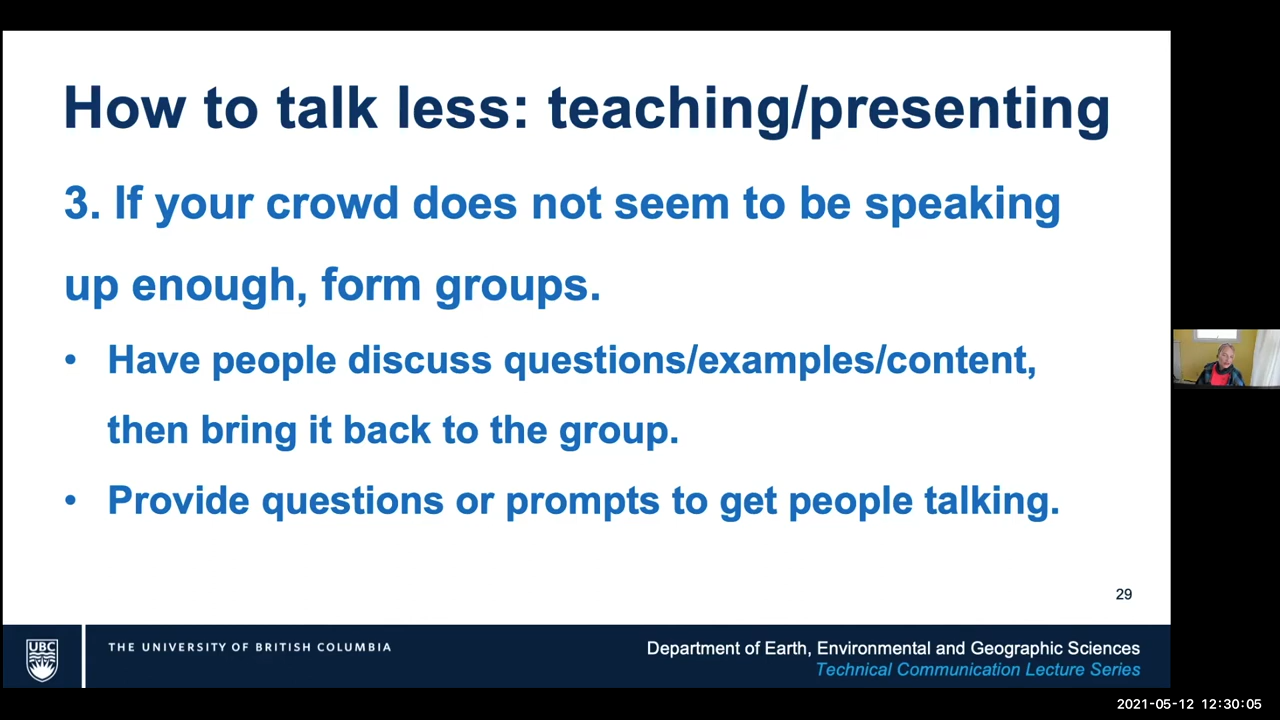 How to talk less: teaching/presenting
3. If your crowd does not seem to be speaking
up enough, form groups.
• Have people discuss questions/examples/content,
then bring it back to the group.
• Provide questions or prompts to get people talking.
29
UBC
THE UNIVERSITY OF BRITISH COLUMBIA
Department of Earth, Environmental and Geographic Sciences
Technical Communication Lecture Series
2021-05-12 12:30:05